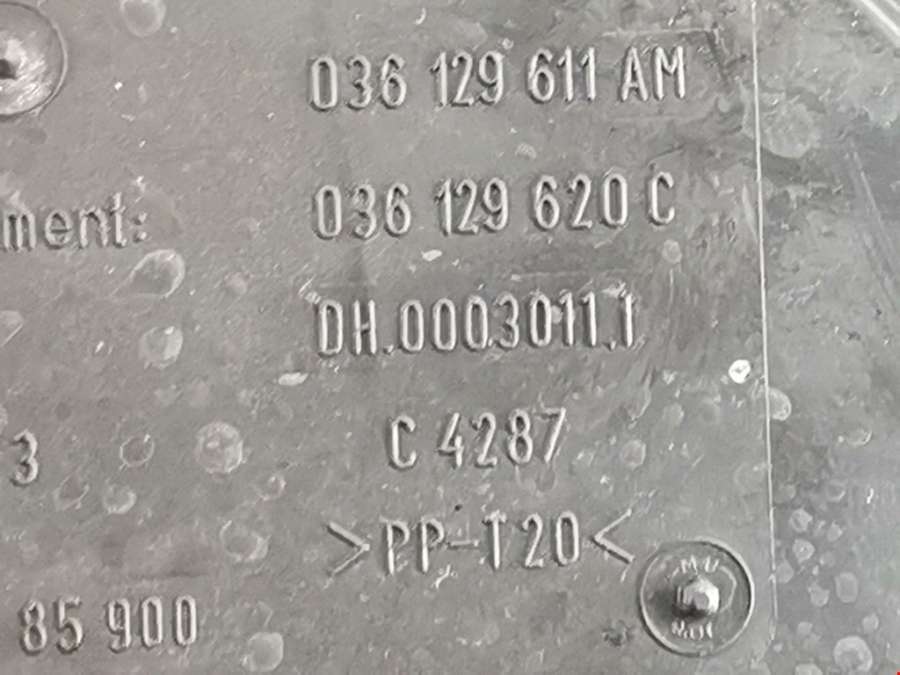 036 129 611 AM
ment: 036 129 620 C
DH.0003011.1
3 C 4287
>PP-T20<
85 900